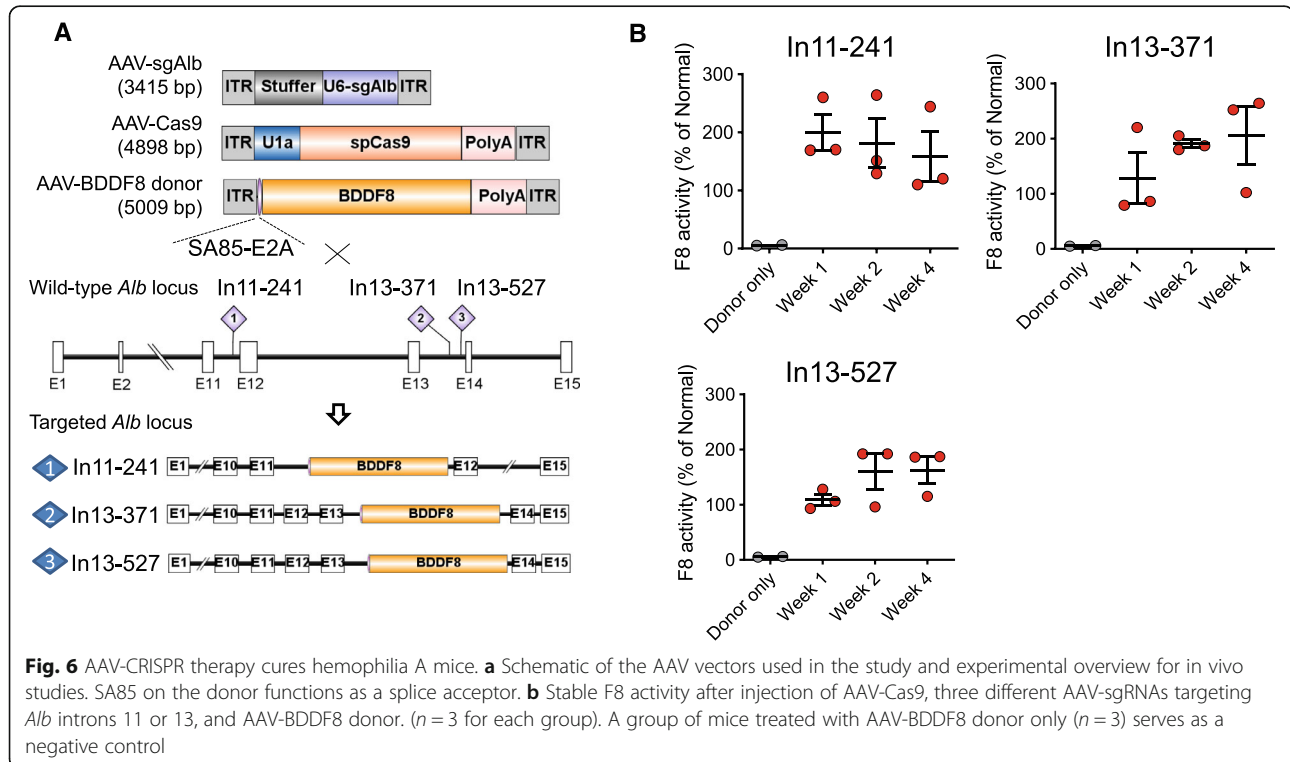 A
AAV-sgAlb
(3415 bp)
ITR Stuffer U6-sgAlb ITR
AAV-Cas9
(4898 bp)
ITR U1a spCas9 PolyA ITR
AAV-BDDF8 donor
(5009 bp)
ITR BDDF8 PolyA ITR
SA85-E2A
Wild-type Alb locus In11-241 In13-371 In13-527
1 2 3
E1 E2 E11 E12 E13 E14 E15
Targeted Alb locus
1 In11-241 E1 E10 E11 BDDF8 E12 E15
2 In13-371 E1 E10 E11 E12 E13 BDDF8 E14 E15
3 In13-527 E1 E10 E11 E12 E13 BDDF8 E14 E15
B
In11-241
F8 activity (% of Normal)
300
200
100
0
Donor only Week 1 Week 2 Week 4
In13-371
F8 activity (% of Normal)
300
200
100
0
Donor only Week 1 Week 2 Week 4
In13-527
F8 activity (% of Normal)
300
200
100
0
Donor only Week 1 Week 2 Week 4
Fig. 6 AAV-CRISPR therapy cures hemophilia A mice. a Schematic of the AAV vectors used in the study and experimental overview for in vivo
studies. SA85 on the donor functions as a splice acceptor. b Stable F8 activity after injection of AAV-Cas9, three different AAV-sgRNAs targeting
Alb introns 11 or 13, and AAV-BDDF8 donor. (n = 3 for each group). A group of mice treated with AAV-BDDF8 donor only (n = 3) serves as a
negative control